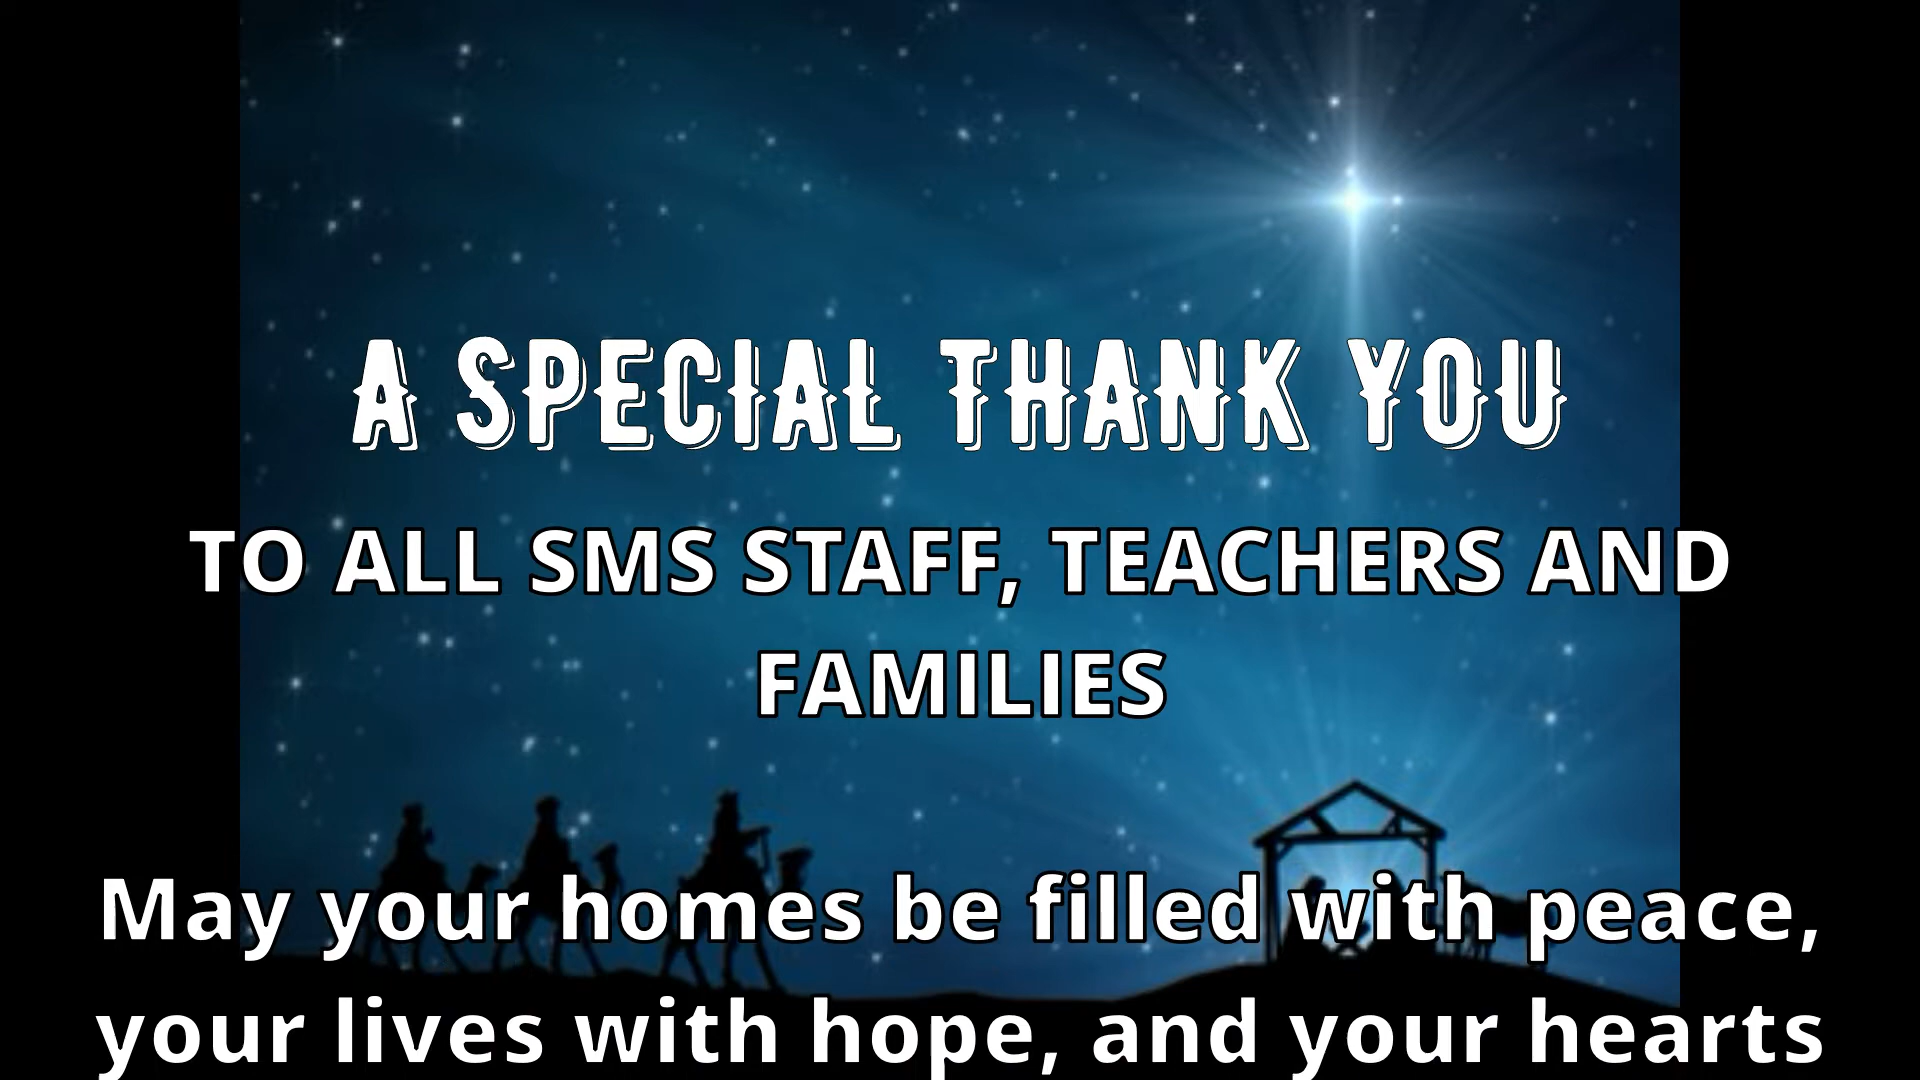 A SPECIAL THANK YOU
TO ALL SMS STAFF, TEACHERS AND
FAMILIES
May your homes be filled with peace,
your lives with hope, and your hearts